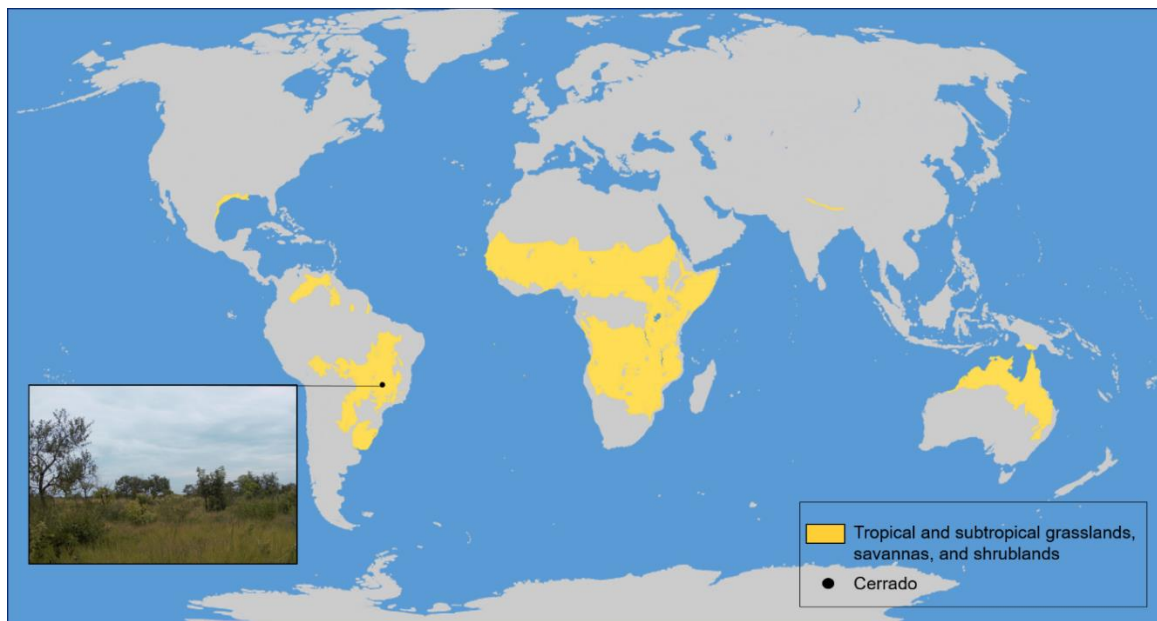 Tropical and subtropical grasslands,
savannas, and shrublands
Cerrado